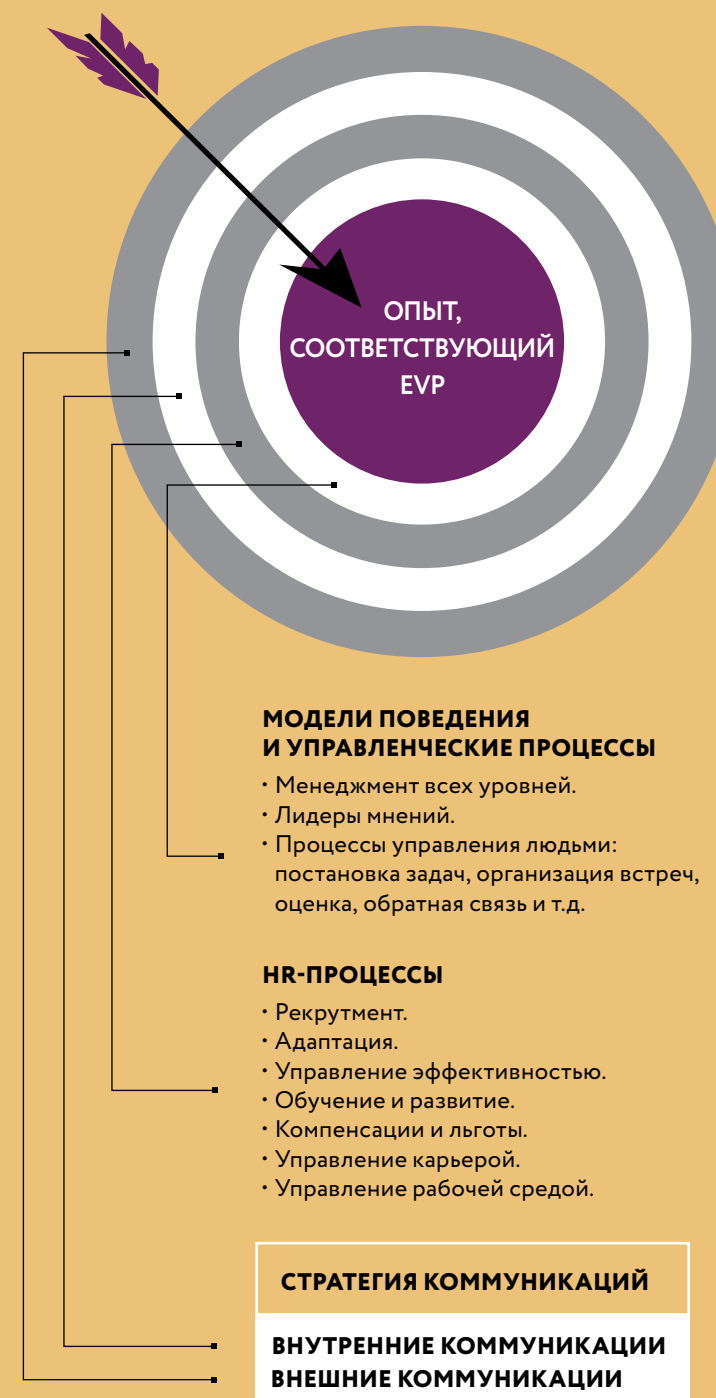 ОПЫТ,
СООТВЕТСТВУЮЩИЙ
EVP
МОДЕЛИ ПОВЕДЕНИЯ
И УПРАВЛЕНЧЕСКИЕ ПРОЦЕССЫ
· Менеджмент всех уровней.
· Лидеры мнений.
· Процессы управления людьми:
постановка задач, организация встреч,
оценка, обратная связь и т.д.
HR-ПРОЦЕССЫ
· Рекрутмент.
· Адаптация.
· Управление эффективностью.
· Обучение и развитие.
· Компенсации и льготы.
· Управление карьерой.
· Управление рабочей средой.
СТРАТЕГИЯ КОММУНИКАЦИЙ
ВНУТРЕННИЕ КОММУНИКАЦИИ
ВНЕШНИЕ КОММУНИКАЦИИ